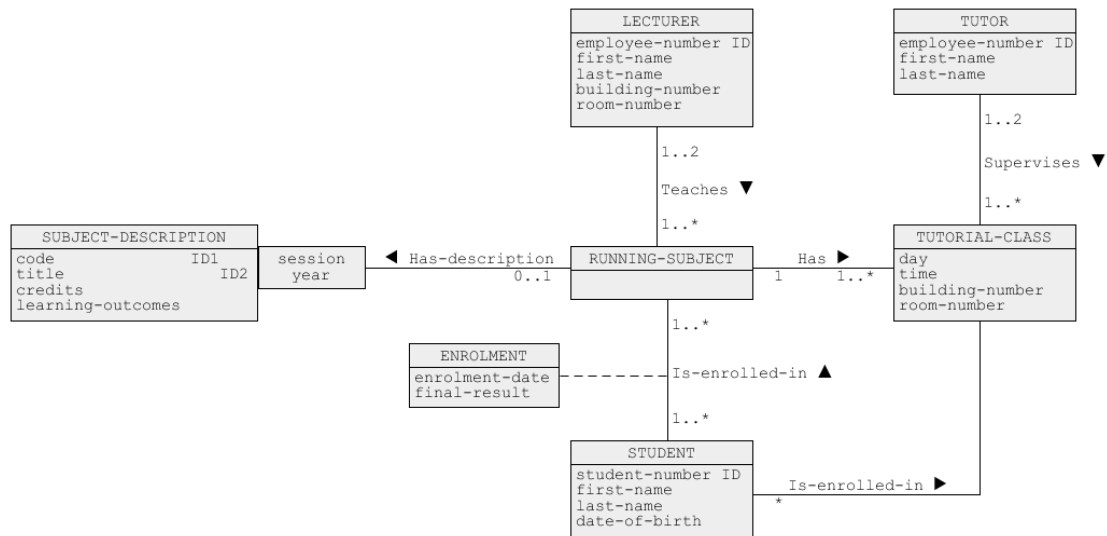 LECTURER
employee-number ID
first-name
last-name
building-number
room-number
TUTOR
employee-number ID
first-name
last-name
1..2
Teaches ▼
1..*
1..2
Supervises ▼
1..*
SUBJECT-DESCRIPTION
code ID1
title ID2
credits
learning-outcomes
session
year
◀ Has-description
0..1
RUNNING-SUBJECT
Has ▶
1 1..*
TUTORIAL-CLASS
day
time
building-number
room-number
1..*
ENROLMENT
enrolment-date
final-result
Is-enrolled-in ▲
1..*
STUDENT
student-number ID
first-name
last-name
date-of-birth
Is-enrolled-in ▶
*